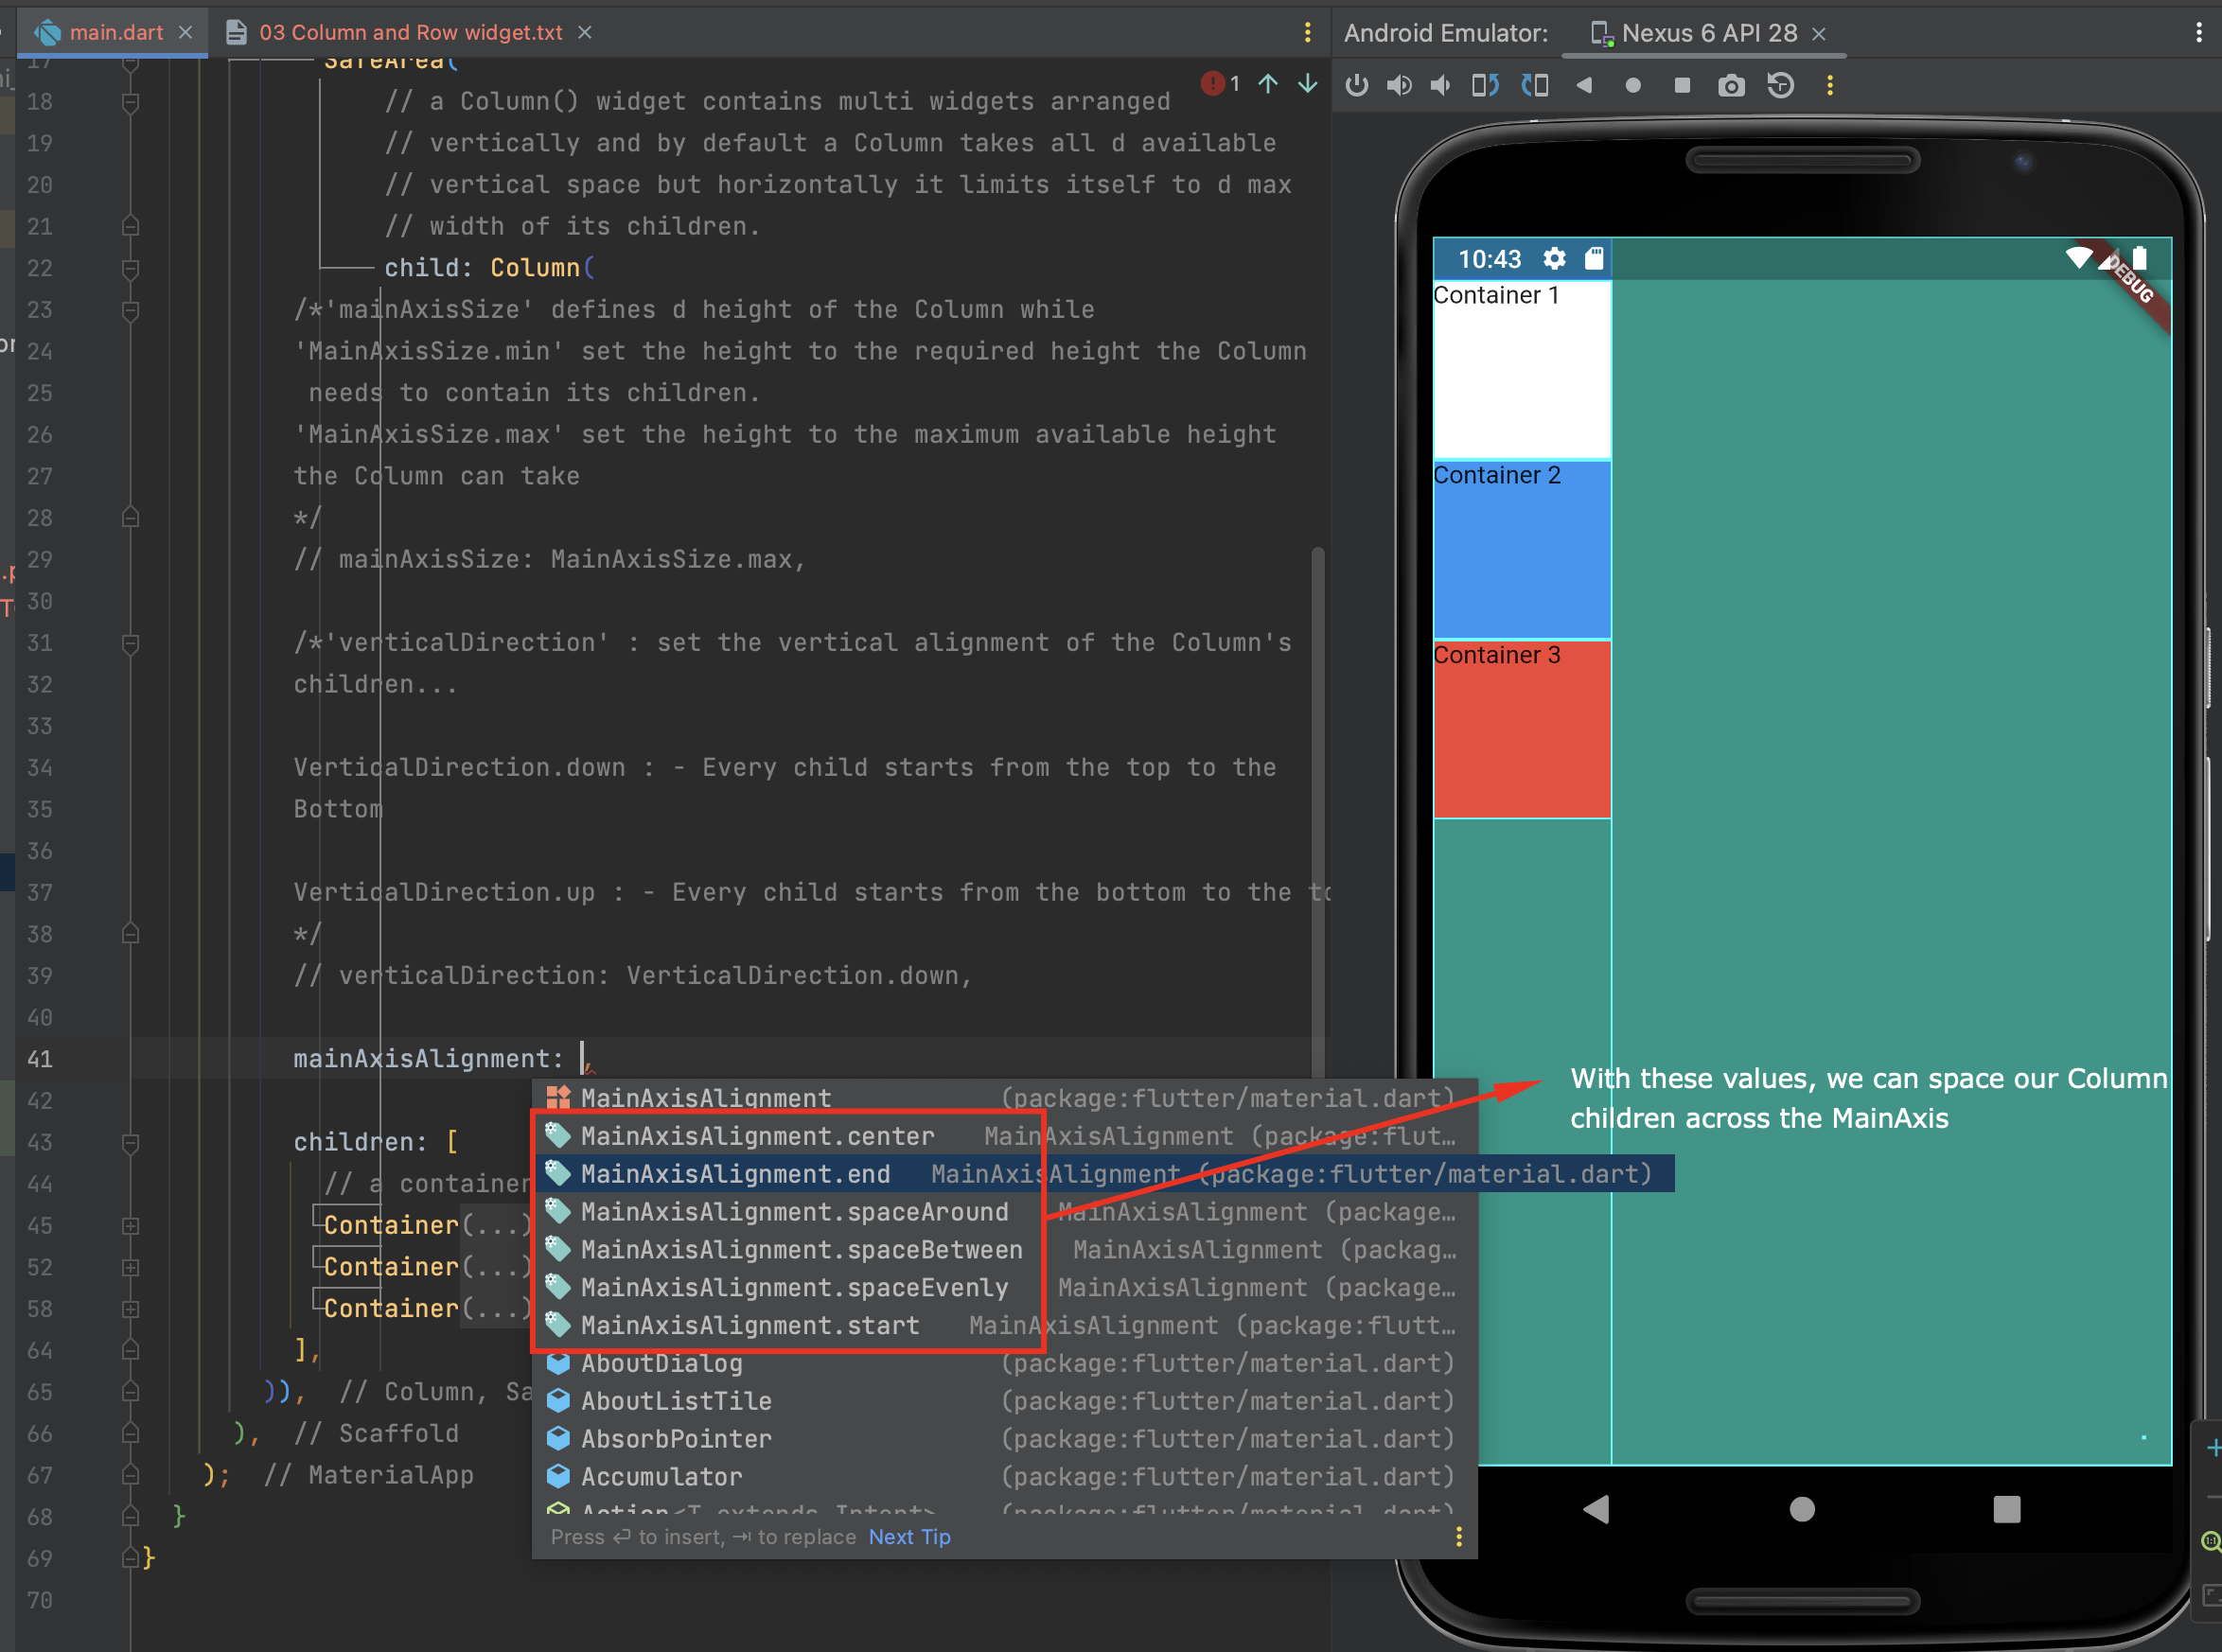 main.dart
03 Column and Row widget.txt
Android Emulator:
Nexus 6 API 28
1
17 SafeArea(
18 // a Column() widget contains multi widgets arranged
19 // vertically and by default a Column takes all d available
20 // vertical space but horizontally it limits itself to d max
21 // width of its children.
22 child: Column(
23 /*'mainAxisSize' defines d height of the Column while
24 'MainAxisSize.min' set the height to the required height the Column
25 needs to contain its children.
26 'MainAxisSize.max' set the height to the maximum available height
27 the Column can take
28 */
29 // mainAxisSize: MainAxisSize.max,
30
31 /*'verticalDirection' : set the vertical alignment of the Column's
32 children...
33
34 VerticalDirection.down : - Every child starts from the top to the
35 Bottom
36
37 VerticalDirection.up : - Every child starts from the bottom to the
38 */
39 // verticalDirection: VerticalDirection.down,
40
41 mainAxisAlignment: ,
42
43 children: [
44 // a container
45 Container(...)
52 Container(...)
58 Container(...)
64 ],
65 )), // Column, Sa
66 ), // Scaffold
67 ); // MaterialApp
68 }
69 }
70
MainAxisAlignment (package:flutter/material.dart)
MainAxisAlignment.center MainAxisAlignment (package:flut…
MainAxisAlignment.end MainAxisAlignment (package:flutter/material.dart)
MainAxisAlignment.spaceAround MainAxisAlignment (package…
MainAxisAlignment.spaceBetween MainAxisAlignment (packag…
MainAxisAlignment.spaceEvenly MainAxisAlignment (package…
MainAxisAlignment.start MainAxisAlignment (package:flutt…
AboutDialog (package:flutter/material.dart)
AboutListTile (package:flutter/material.dart)
AbsorbPointer (package:flutter/material.dart)
Accumulator (package:flutter/material.dart)
Action<T extends Intent> (package:flutter/material.dart)
Press ↵ to insert, ⇥ to replace Next Tip
10:43
DEBUG
Container 1
Container 2
Container 3
With these values, we can space our Column
children across the MainAxis
1:1